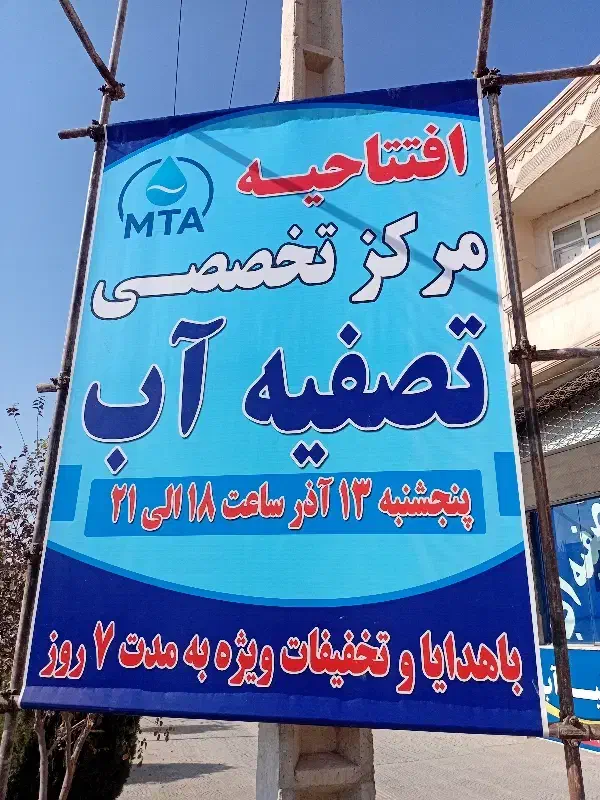 افتتاحیه
MTA
مرکز تخصصی
تصفیه آب
پنجشنبه ۱۳ آذر ساعت ۱۸ الی ۲۱
باهدایا و تخفیفات ویژه به مدت ۷ روز